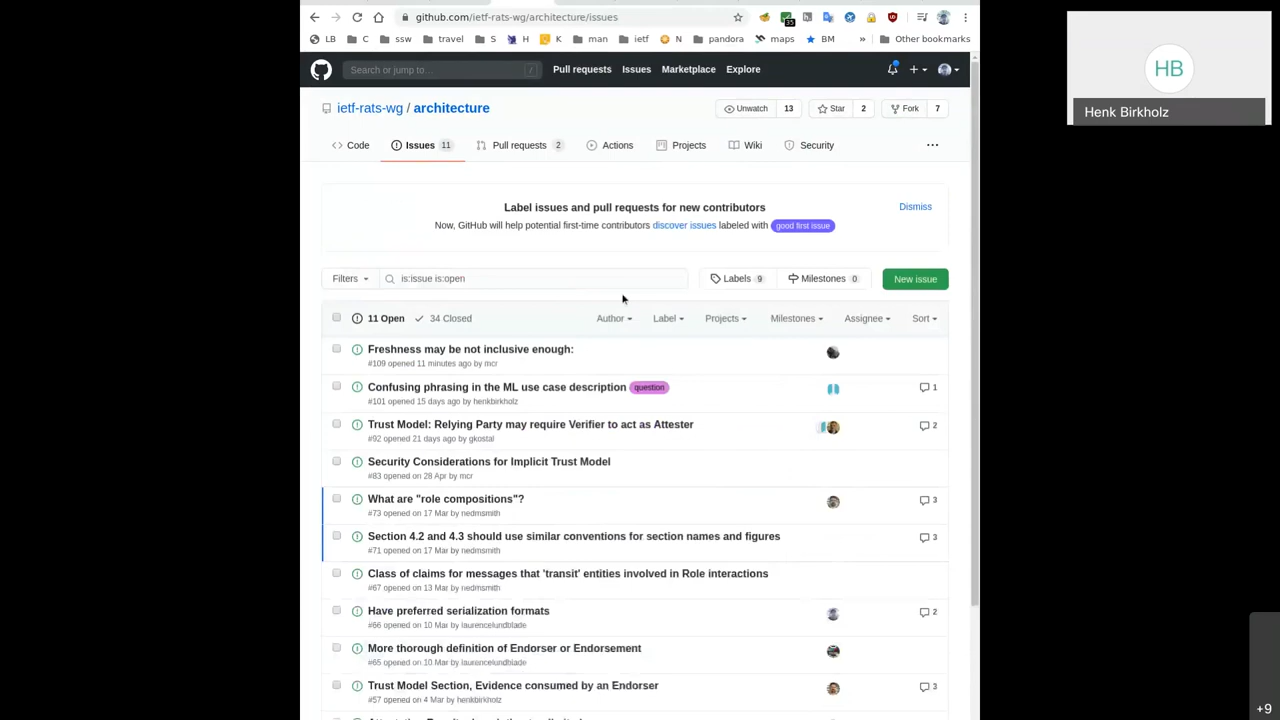 github.com/ietf-rats-wg/architecture/issues
LB C ssw travel S H K man ietf N pandora maps BM » Other bookmarks
Search or jump to... / Pull requests Issues Marketplace Explore
ietf-rats-wg / architecture Unwatch 13 Star 2 Fork 7
Code Issues 11 Pull requests 2 Actions Projects Wiki Security ...
Label issues and pull requests for new contributors Dismiss
Now, GitHub will help potential first-time contributors discover issues labeled with good first issue
Filters is:issue is:open Labels 9 Milestones 0 New issue
11 Open 34 Closed Author Label Projects Milestones Assignee Sort
Freshness may be not inclusive enough:
#109 opened 11 minutes ago by mcr
Confusing phrasing in the ML use case description question 1
#101 opened 15 days ago by henkbirkholz
Trust Model: Relying Party may require Verifier to act as Attester 2
#92 opened 21 days ago by gkostal
Security Considerations for Implicit Trust Model
#83 opened on 28 Apr by mcr
What are "role compositions"? 3
#73 opened on 17 Mar by nedmsmith
Section 4.2 and 4.3 should use similar conventions for section names and figures 3
#71 opened on 17 Mar by nedmsmith
Class of claims for messages that 'transit' entities involved in Role interactions
#67 opened on 13 Mar by nedmsmith
Have preferred serialization formats 2
#66 opened on 10 Mar by laurencelundblade
More thorough definition of Endorser or Endorsement
#65 opened on 10 Mar by laurencelundblade
Trust Model Section, Evidence consumed by an Endorser 3
#57 opened on 4 Mar by henkbirkholz
HB
Henk Birkholz
+9